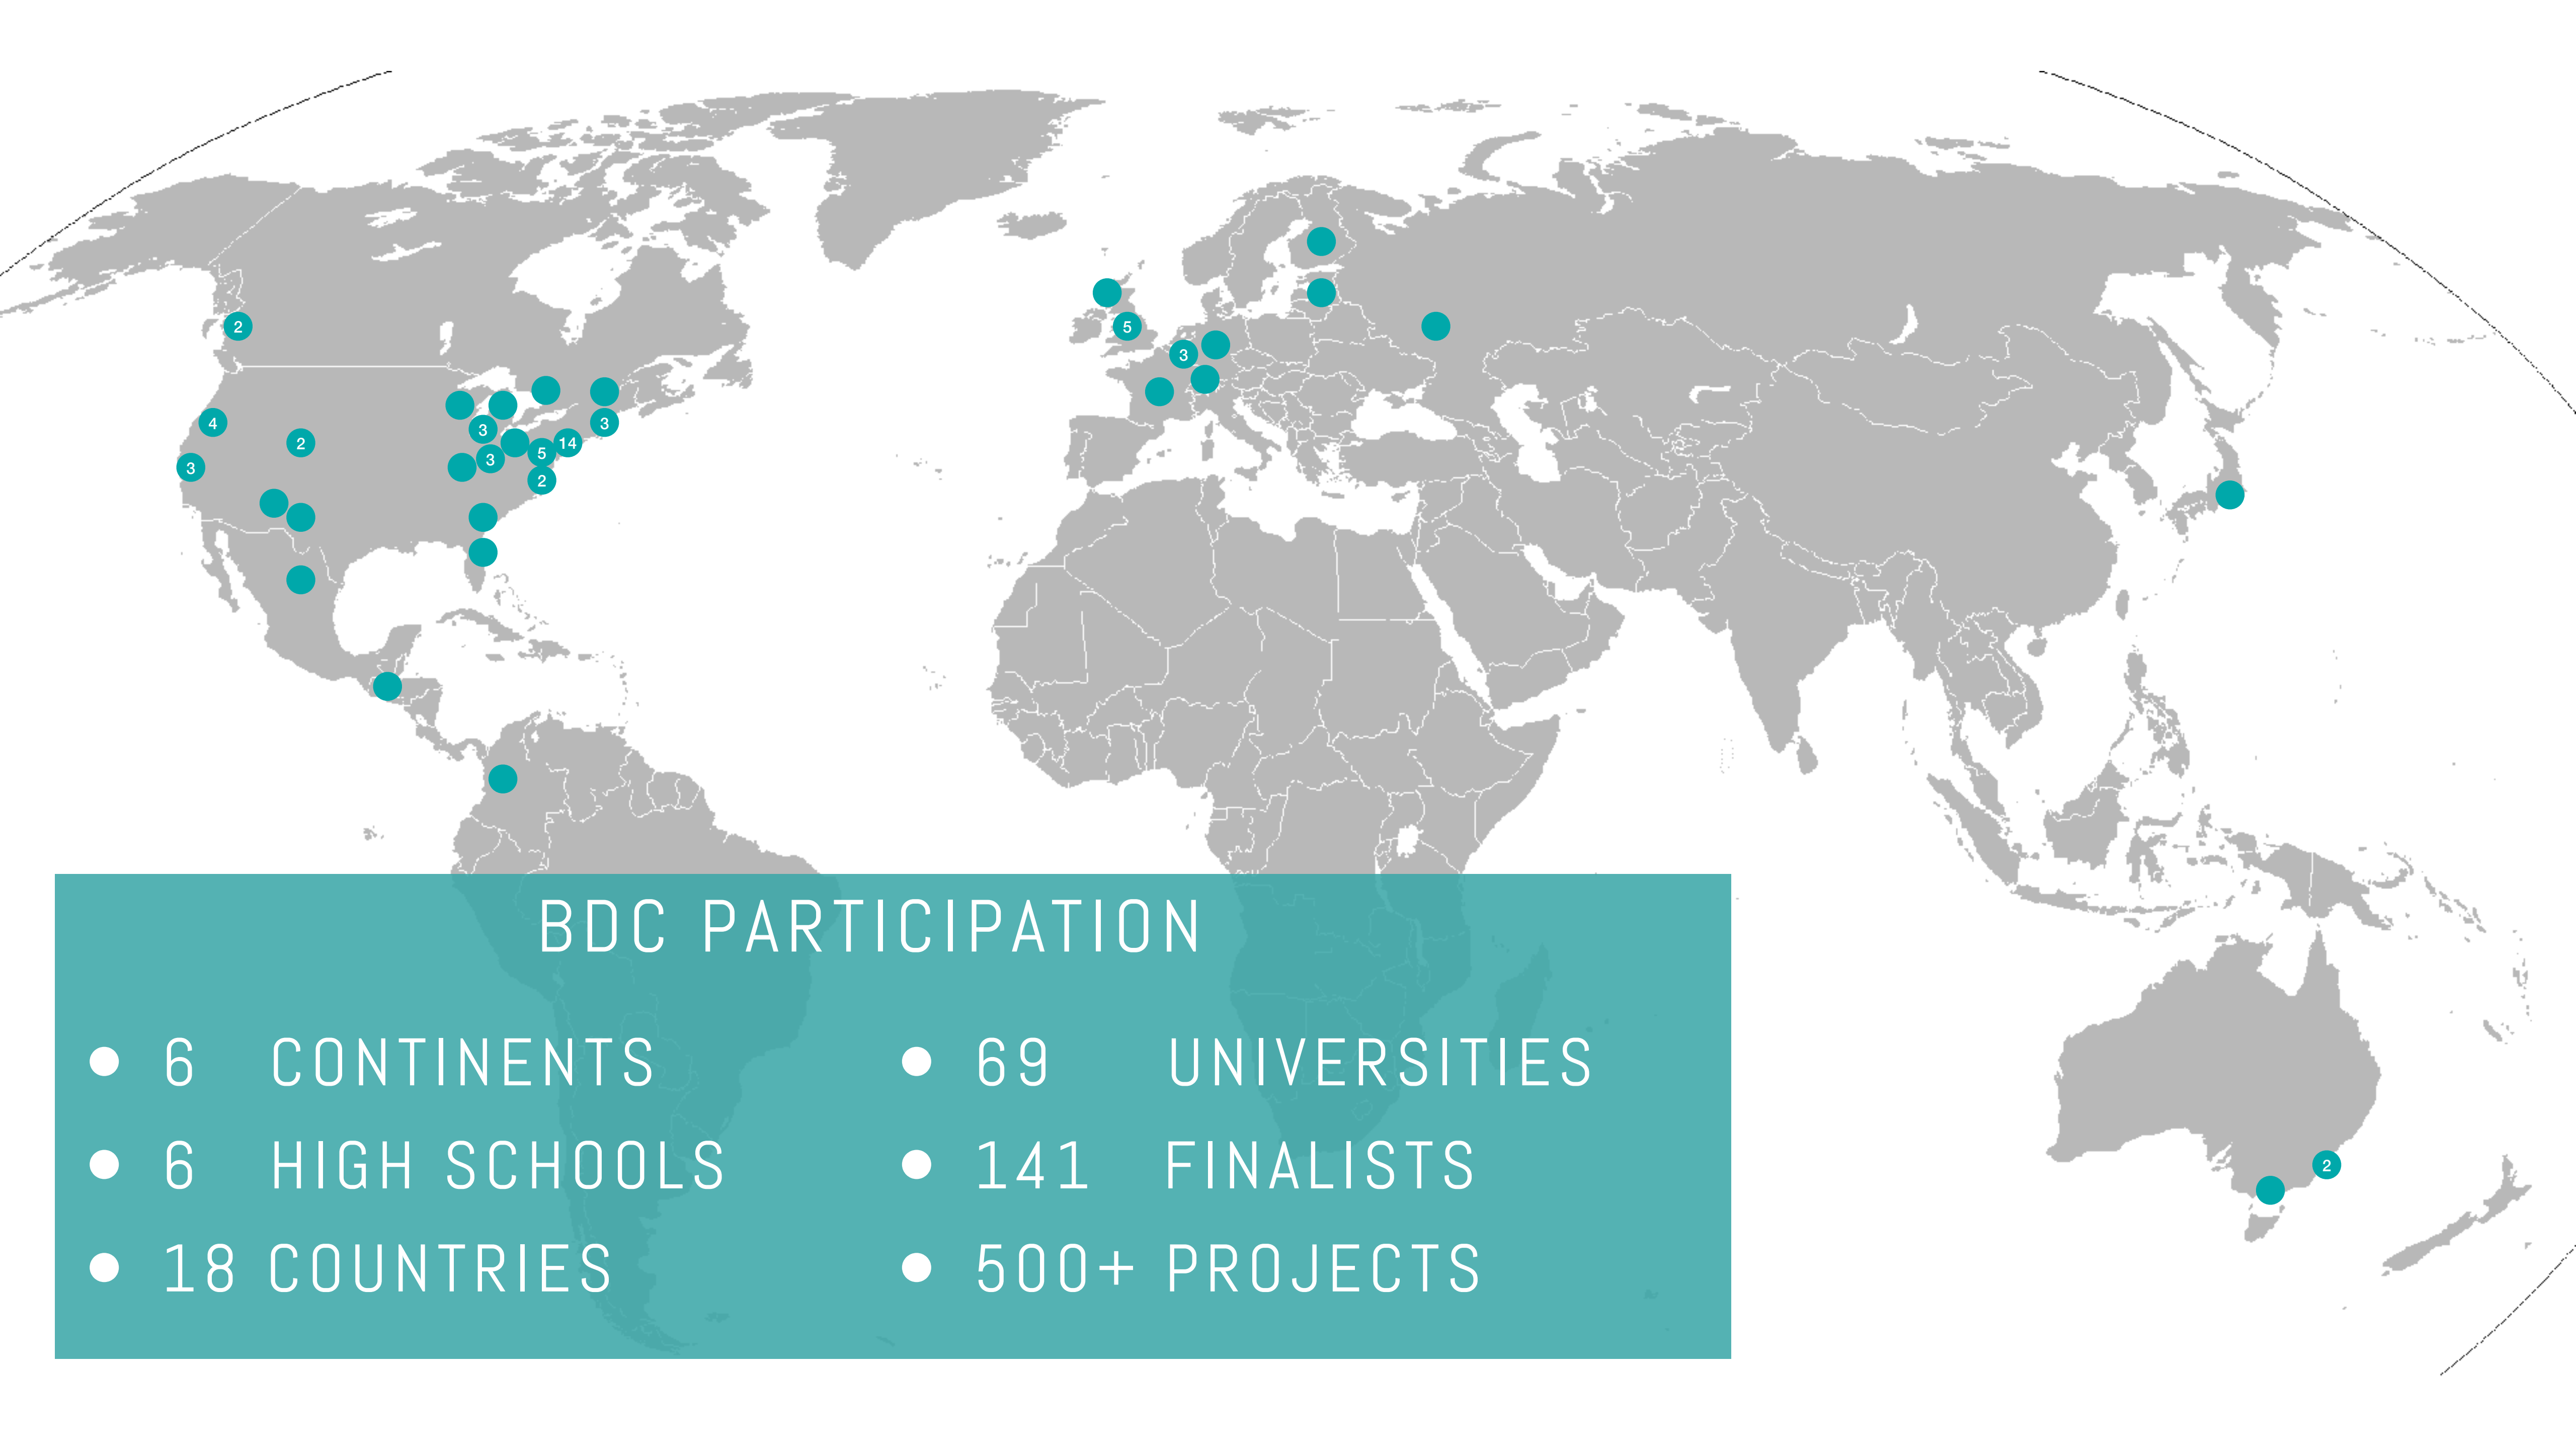 2
5
3
4
2
3
3
14
3
5
3
2
BDC PARTICIPATION
6 CONTINENTS
6 HIGH SCHOOLS
18 COUNTRIES
69 UNIVERSITIES
141 FINALISTS
500+ PROJECTS
2